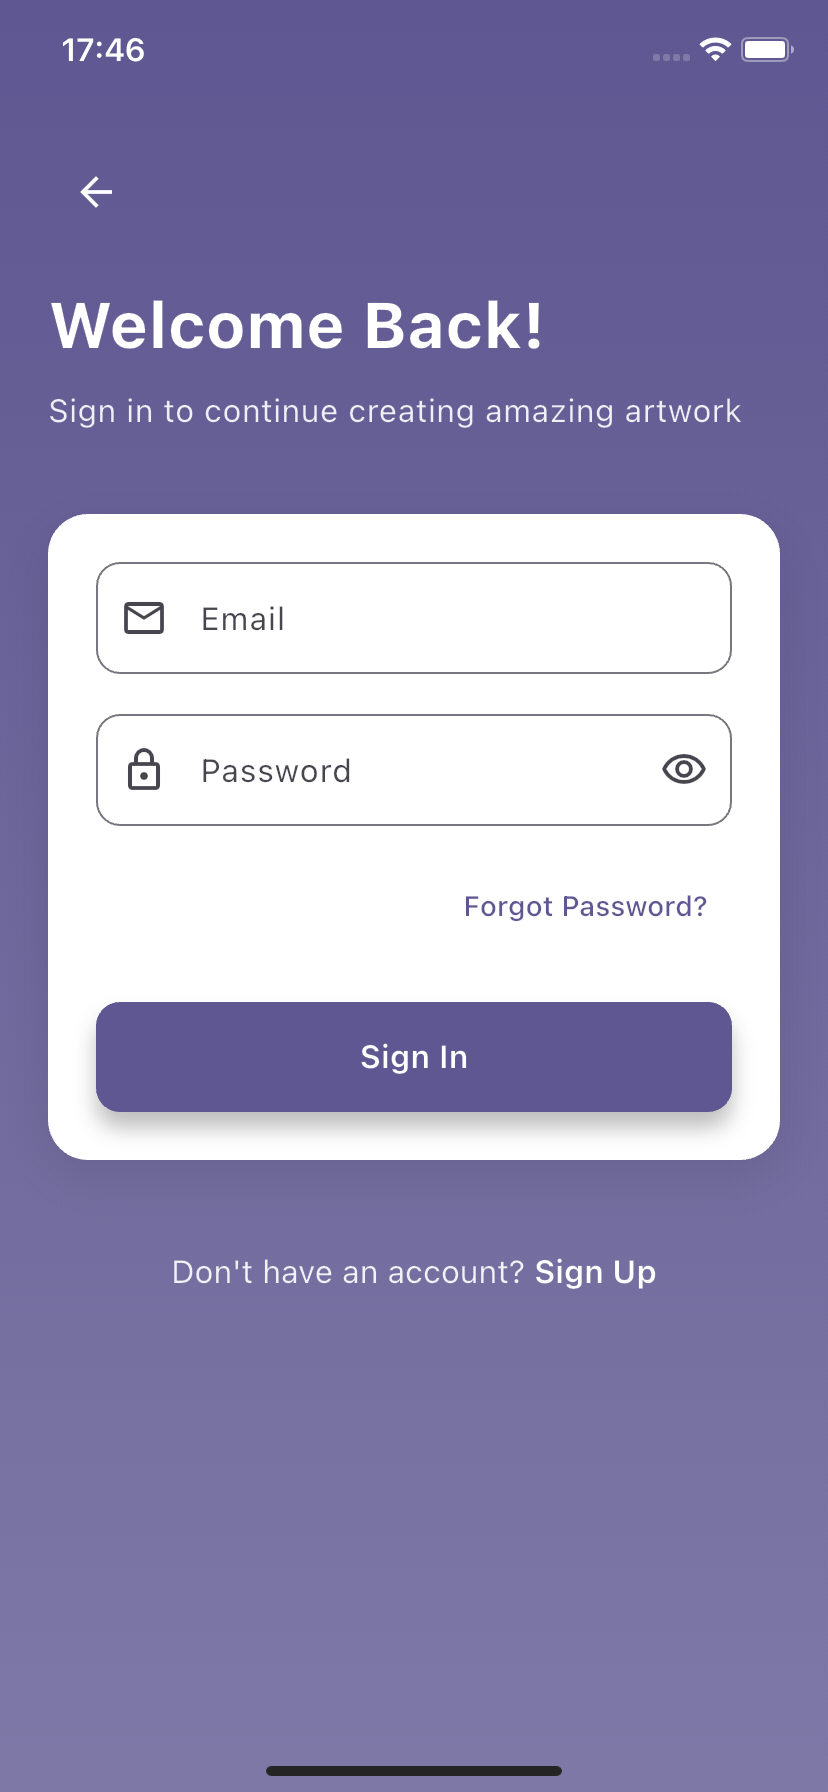 17:46
Welcome Back!
Sign in to continue creating amazing artwork
Email
Password
Forgot Password?
Sign In
Don't have an account? Sign Up